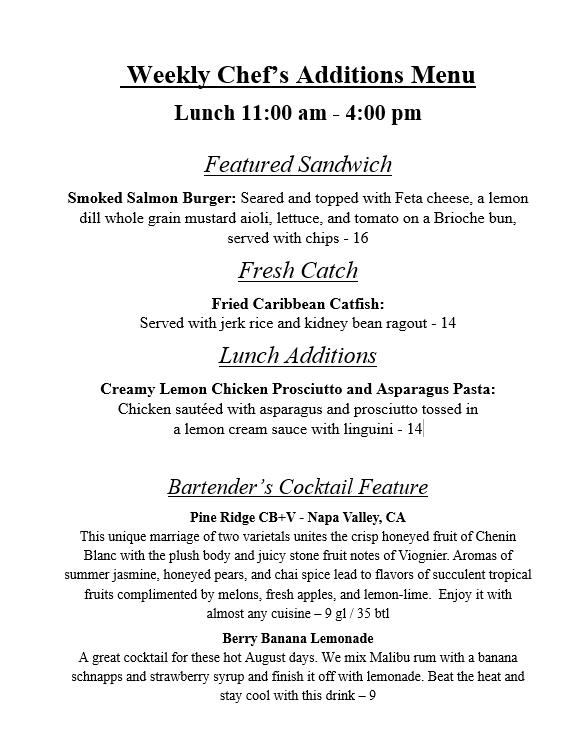 Weekly Chef's Additions Menu
Lunch 11:00 am - 4:00 pm
Featured Sandwich
Smoked Salmon Burger: Seared and topped with Feta cheese, a lemon
dill whole grain mustard aioli, lettuce, and tomato on a Brioche bun,
served with chips - 16
Fresh Catch
Fried Caribbean Catfish:
Served with jerk rice and kidney bean ragout - 14
Lunch Additions
Creamy Lemon Chicken Prosciutto and Asparagus Pasta:
Chicken sautéed with asparagus and prosciutto tossed in
a lemon cream sauce with linguini - 14
Bartender's Cocktail Feature
Pine Ridge CB+V - Napa Valley, CA
This unique marriage of two varietals unites the crisp honeyed fruit of Chenin
Blanc with the plush body and juicy stone fruit notes of Viognier. Aromas of
summer jasmine, honeyed pears, and chai spice lead to flavors of succulent tropical
fruits complimented by melons, fresh apples, and lemon-lime.  Enjoy it with
almost any cuisine – 9 gl / 35 btl
Berry Banana Lemonade
A great cocktail for these hot August days. We mix Malibu rum with a banana
schnapps and strawberry syrup and finish it off with lemonade. Beat the heat and
stay cool with this drink – 9